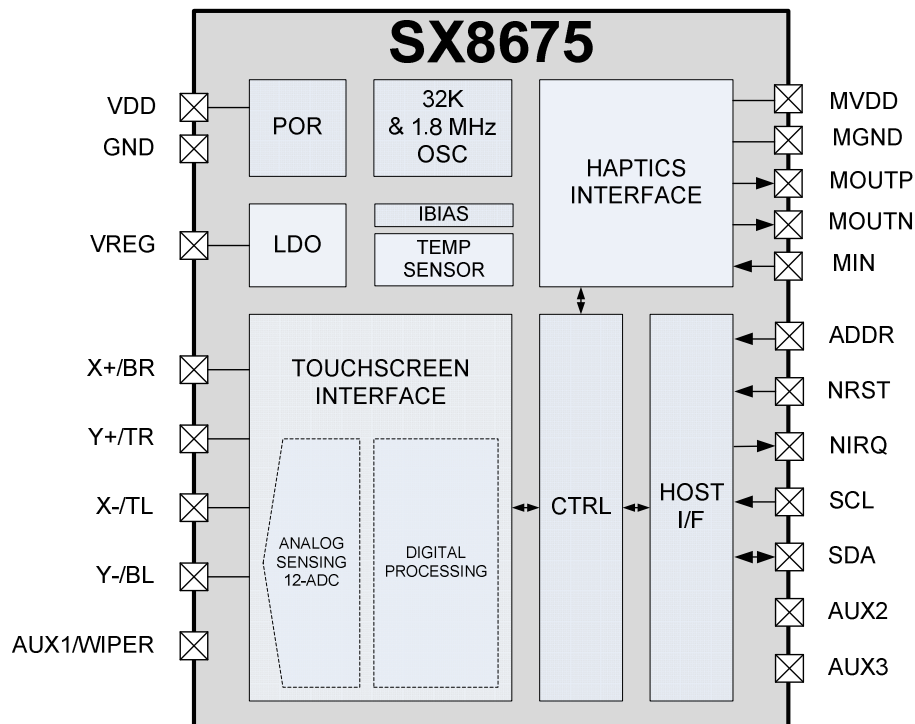 SX8675
VDD
GND
VREG
X+/BR
Y+/TR
X-/TL
Y-/BL
AUX1/WIPER
POR
32K
& 1.8 MHz
OSC
LDO
IBIAS
TEMP
SENSOR
HAPTICS
INTERFACE
TOUCHSCREEN
INTERFACE
ANALOG
SENSING
12-ADC
DIGITAL
PROCESSING
CTRL
HOST
I/F
MVDD
MGND
MOUTP
MOUTN
MIN
ADDR
NRST
NIRQ
SCL
SDA
AUX2
AUX3